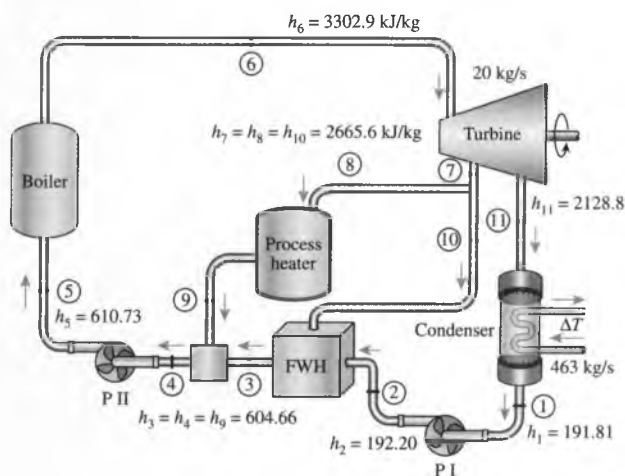 h₆ = 3302.9 kJ/kg
⑥
20 kg/s
h₇ = h₈ = h₁₀ = 2665.6 kJ/kg
Turbine
⑦
⑧
Boiler
h₁₁ = 2128.8
⑪
⑩
Process
heater
⑤
⑨
h₅ = 610.73
Condenser
ΔT
FWH
463 kg/s
④
③
②
①
P II
h₃ = h₄ = h₉ = 604.66
h₂ = 192.20
h₁ = 191.81
P I